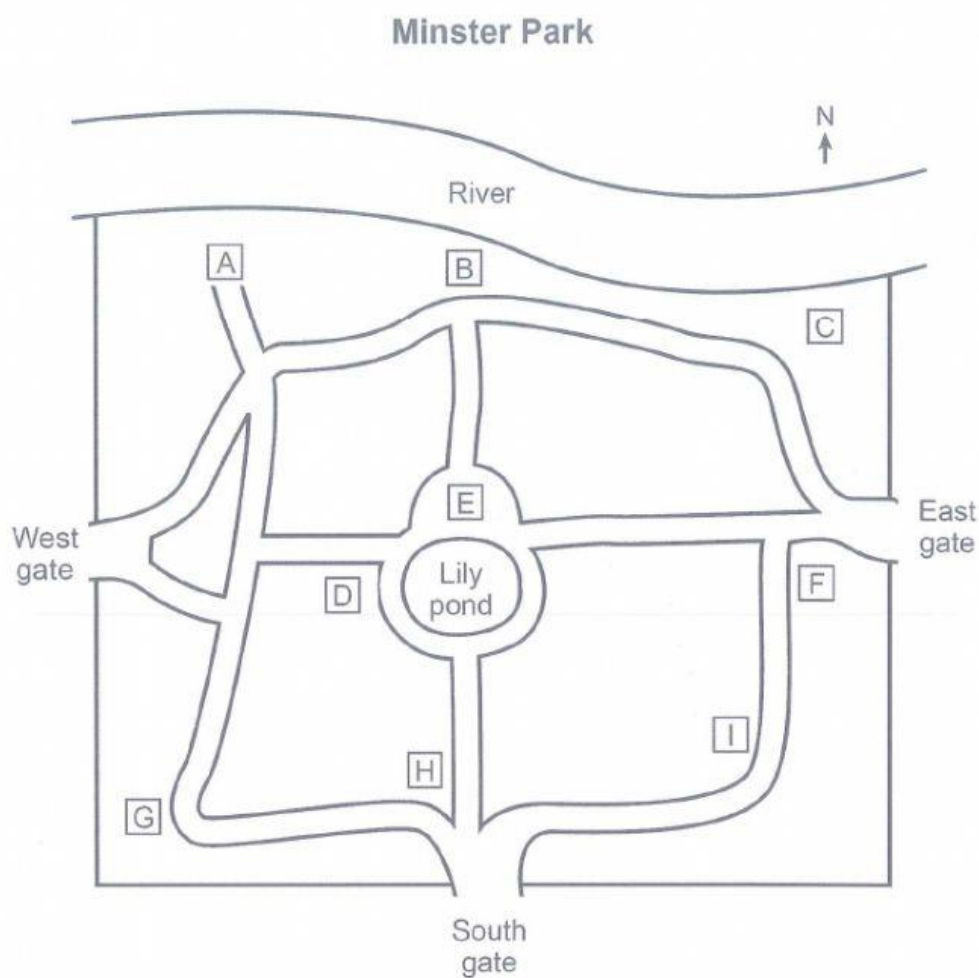 Minster Park
N
River
A
B
C
E
West
gate
East
gate
Lily
pond
D
F
I
H
G
South
gate